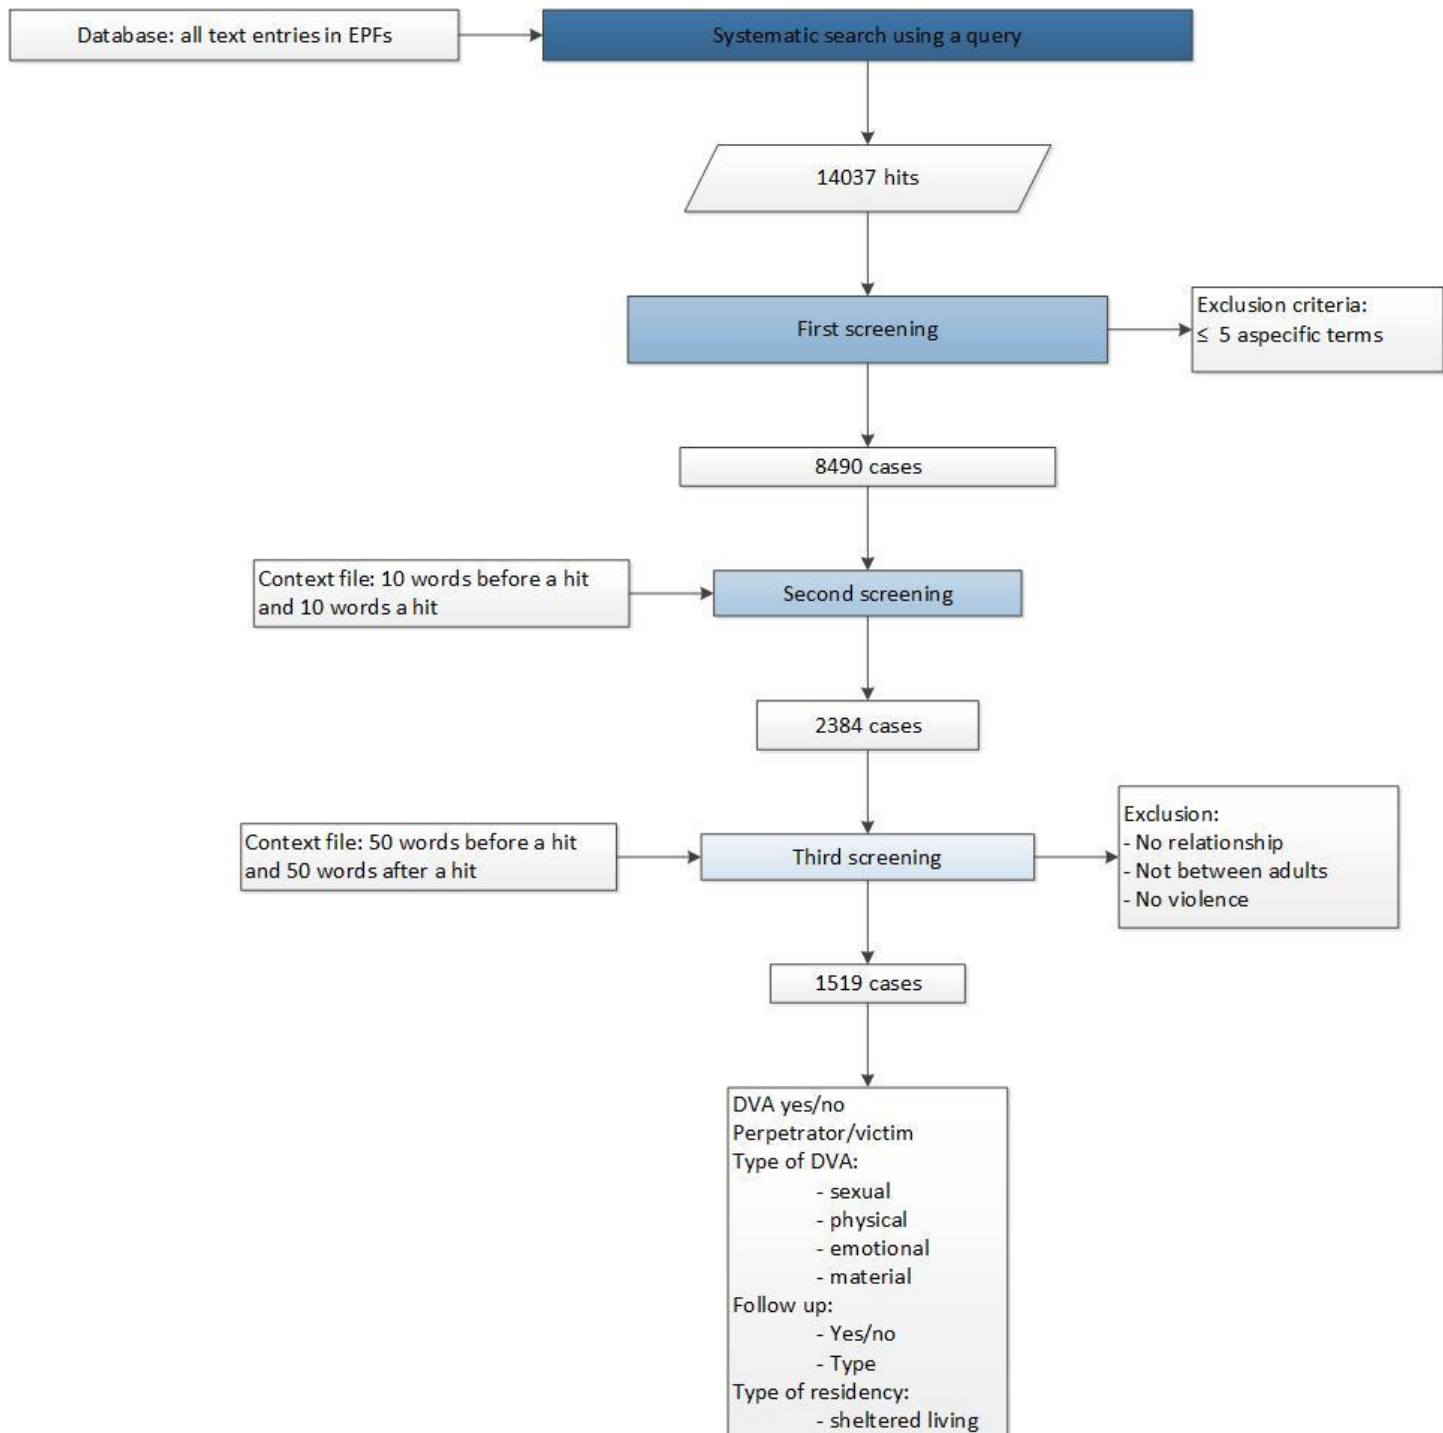 Database: all text entries in EPFs
Systematic search using a query
14037 hits
First screening
Exclusion criteria:
≤ 5 aspecific terms
8490 cases
Context file: 10 words before a hit
and 10 words a hit
Second screening
2384 cases
Context file: 50 words before a hit
and 50 words after a hit
Third screening
Exclusion:
- No relationship
- Not between adults
- No violence
1519 cases
DVA yes/no
Perpetrator/victim
Type of DVA:
- sexual
- physical
- emotional
- material
Follow up:
- Yes/no
- Type
Type of residency:
- sheltered living